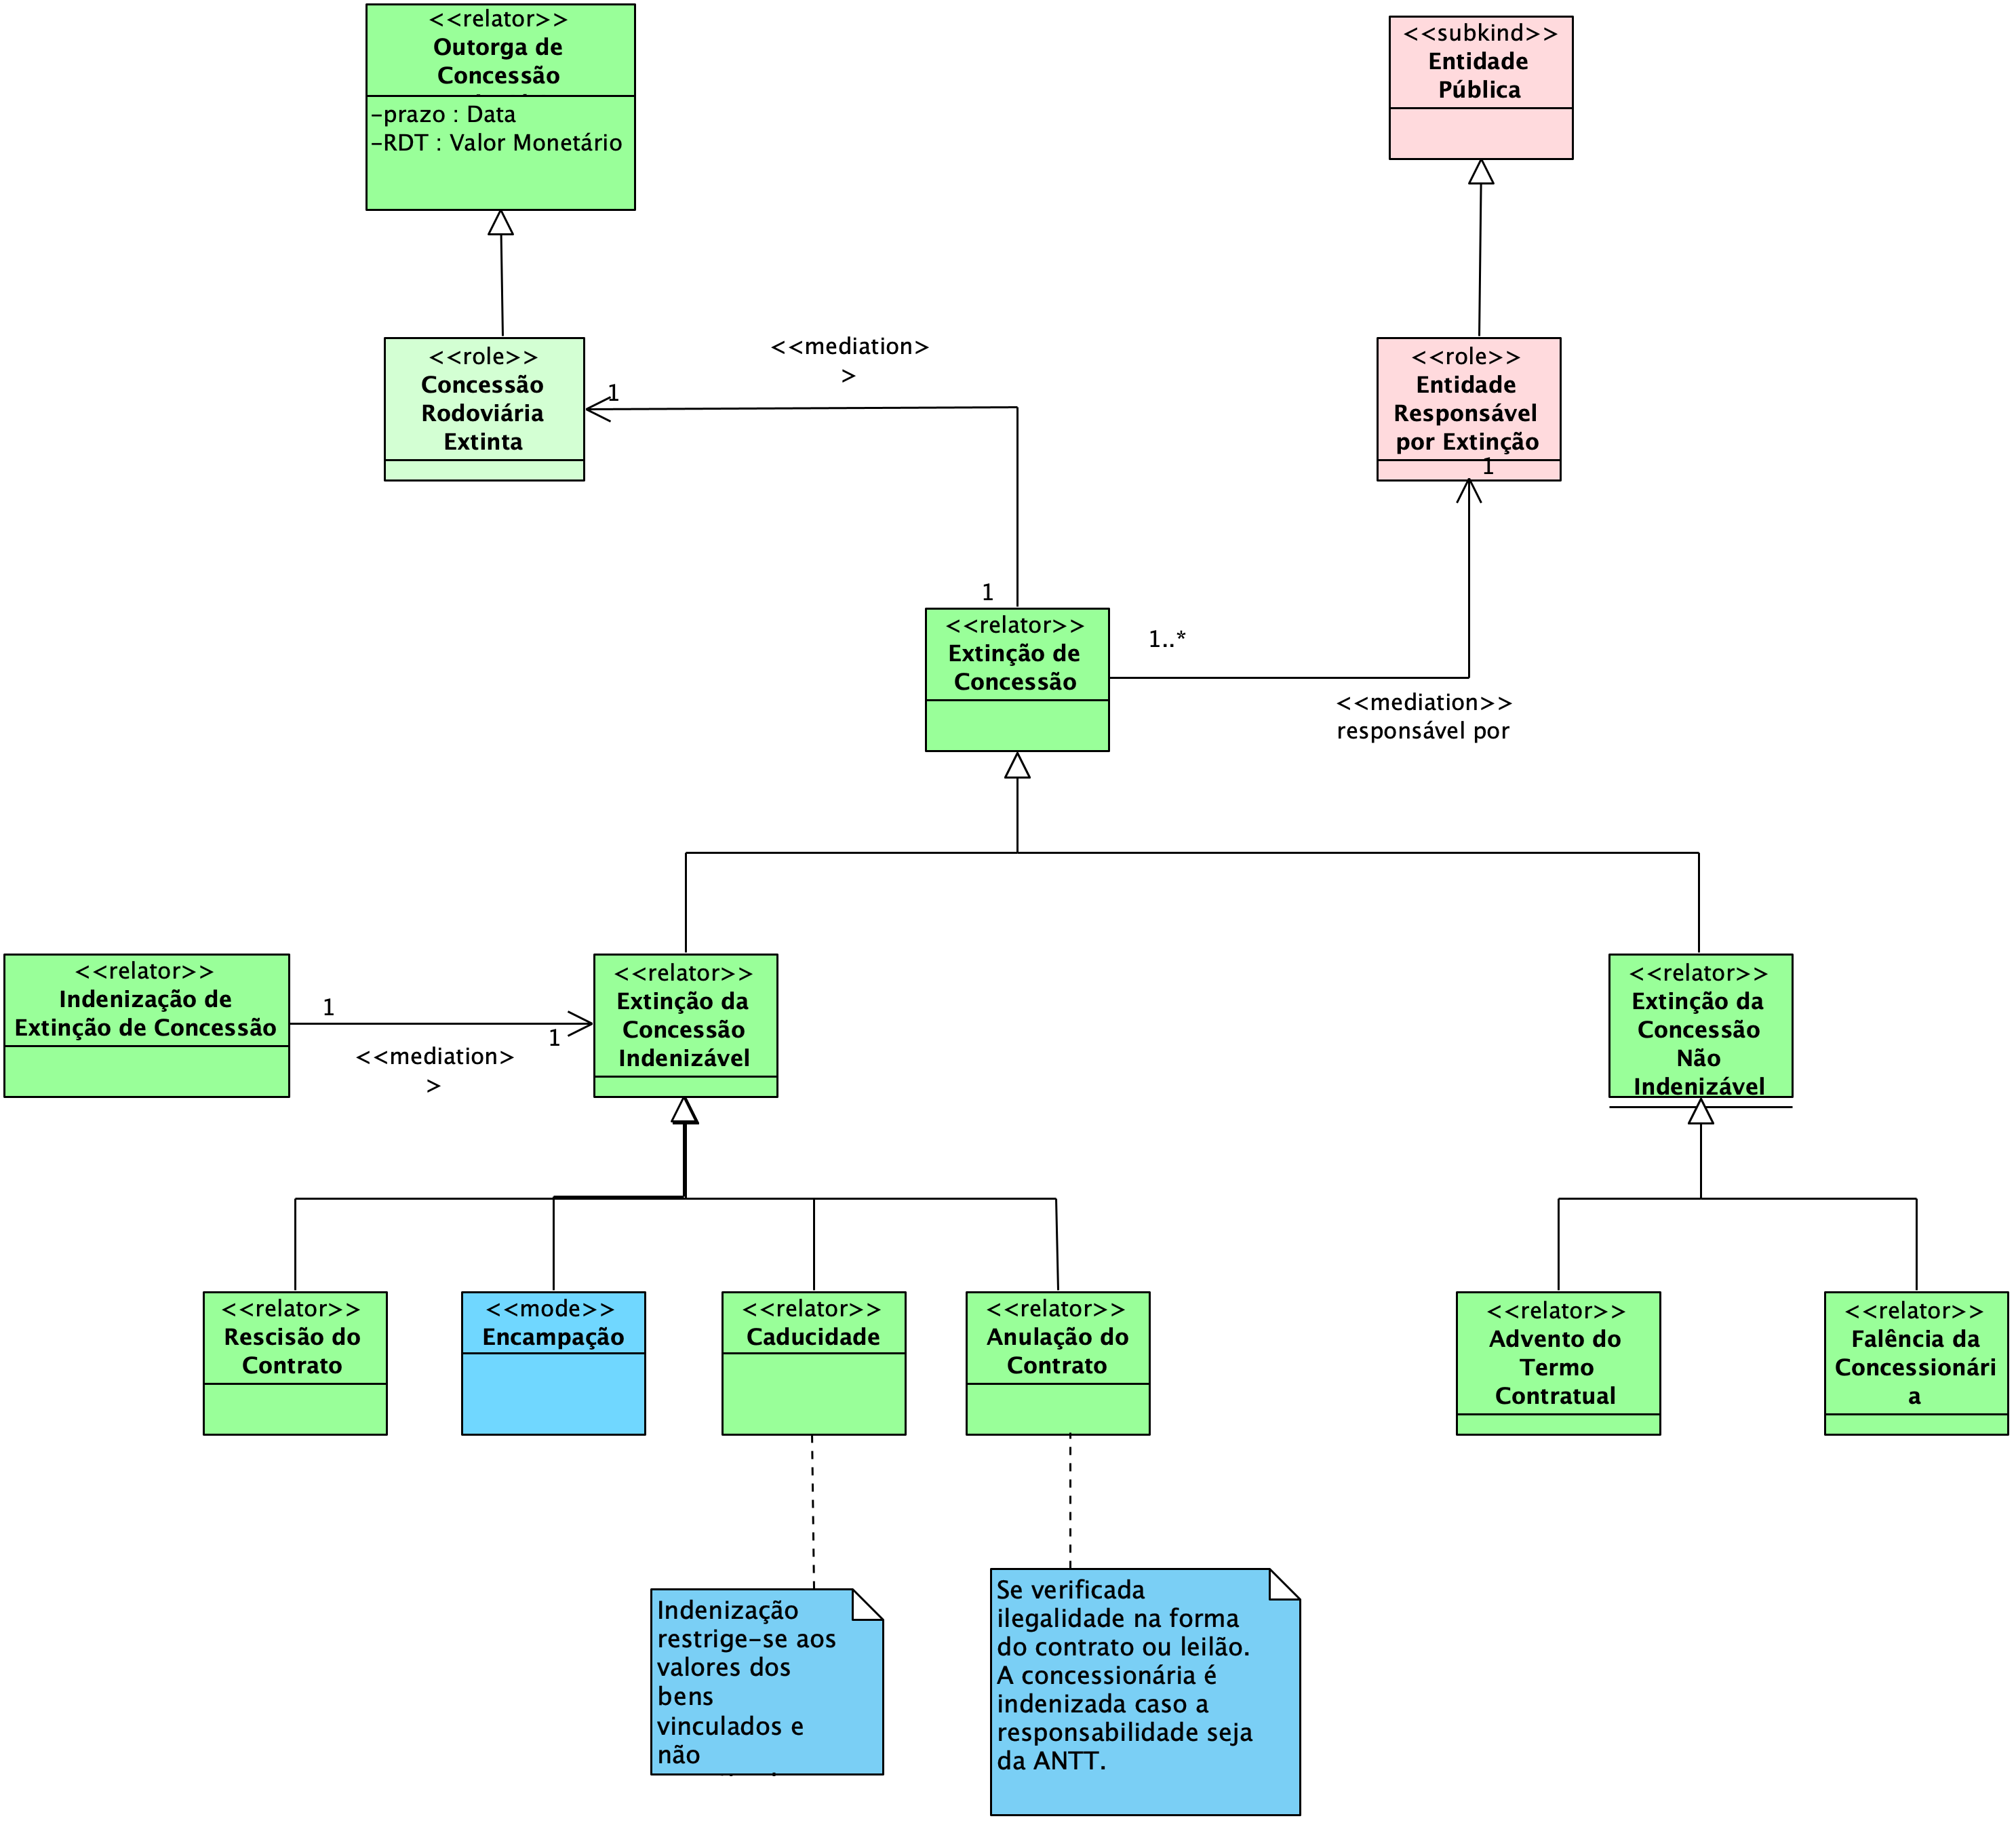 <<relator>>
Outorga de
Concessão
-prazo : Data
-RDT : Valor Monetário
<<subkind>>
Entidade
Pública
<<role>>
Concessão
Rodoviária
Extinta
<<mediation>
>
1
1
<<role>>
Entidade
Responsável
por Extinção
1
<<relator>>
Extinção de
Concessão
1..*
<<mediation>>
responsável por
<<relator>>
Indenização de
Extinção de Concessão
1
1
<<mediation>
>
<<relator>>
Extinção da
Concessão
Indenizável
<<relator>>
Extinção da
Concessão
Não
Indenizável
<<relator>>
Rescisão do
Contrato
<<mode>>
Encampação
<<relator>>
Caducidade
<<relator>>
Anulação do
Contrato
<<relator>>
Advento do
Termo
Contratual
<<relator>>
Falência da
Concessionári
a
Indenização
restrige-se aos
valores dos
bens
vinculados e
não
Se verificada
ilegalidade na forma
do contrato ou leilão.
A concessionária é
indenizada caso a
responsabilidade seja
da ANTT.